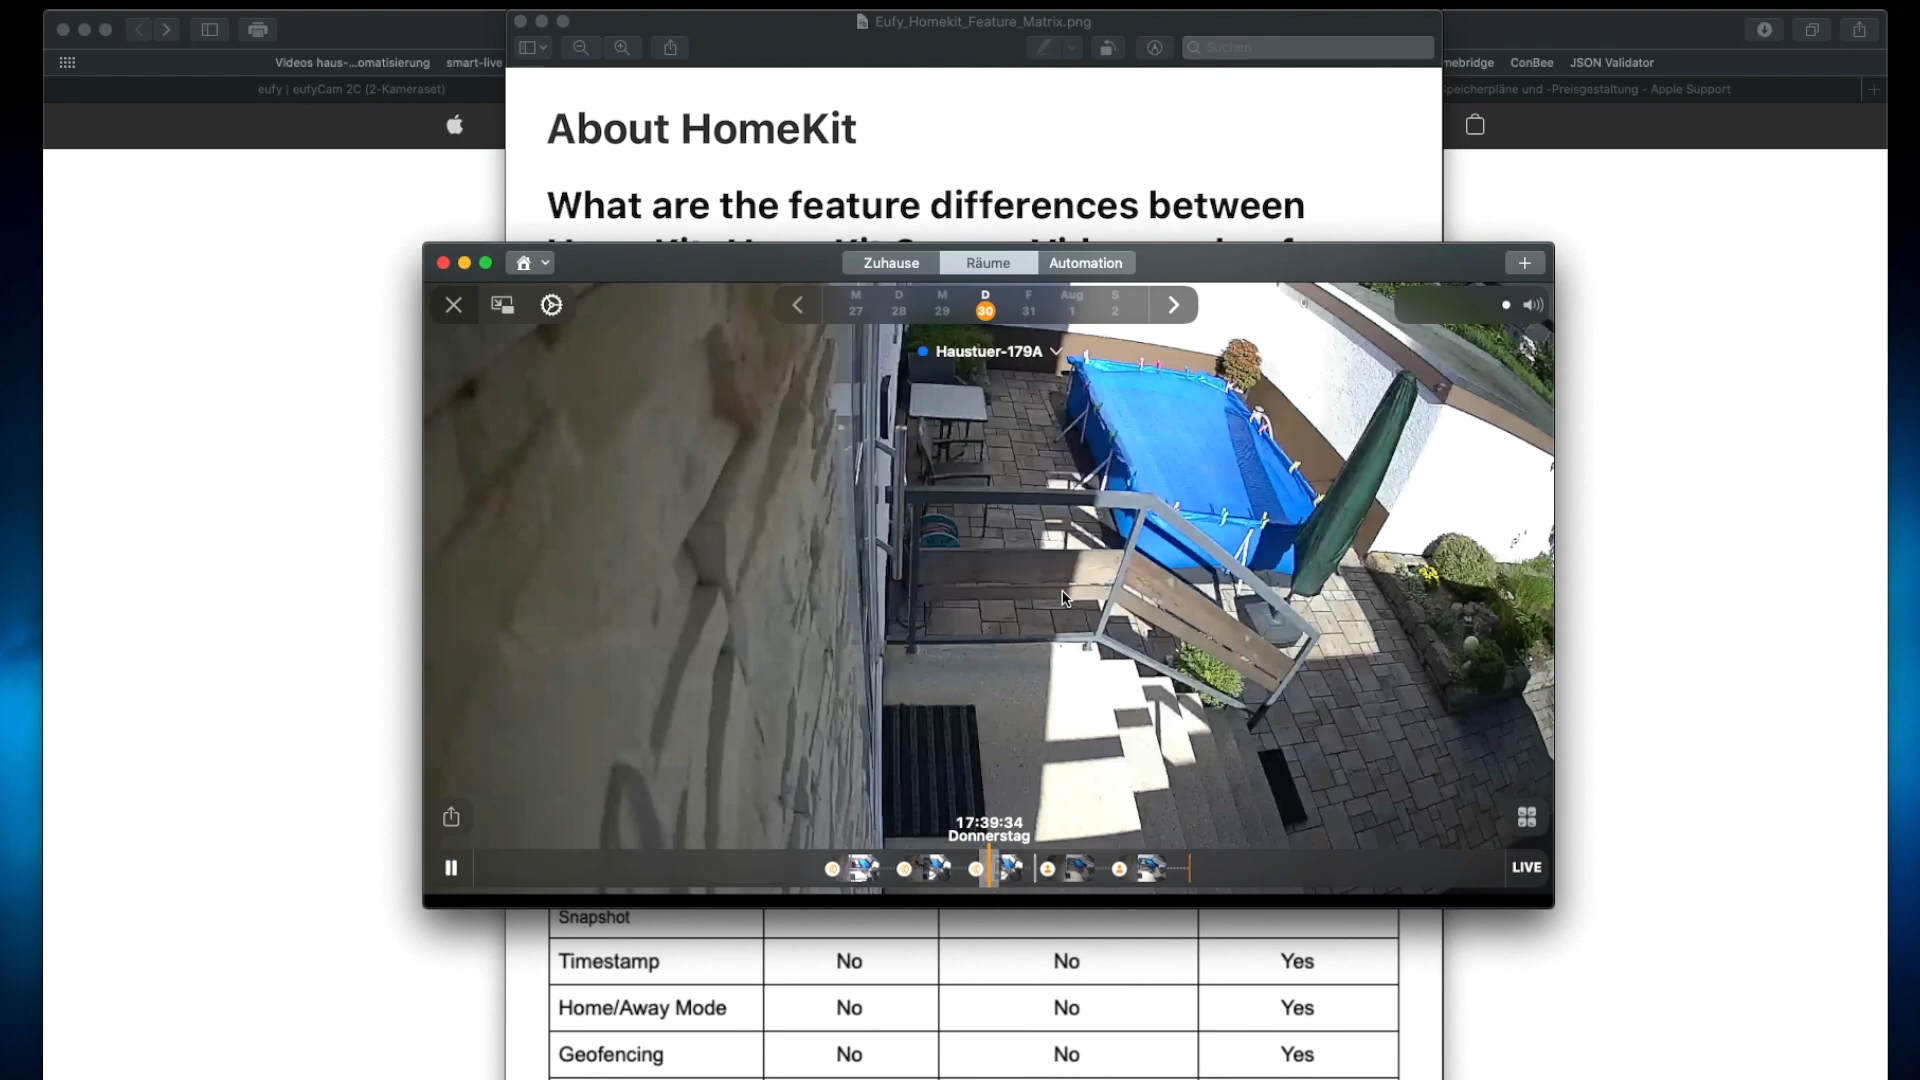 Eufy_Homekit_Feature_Matrix.png
Suchen
Videos haus-...omatisierung
smart-live
mebridge
ConBee
JSON Validator
eufy | eufyCam 2C (2-Kameraset)
Speicherpläne und -Preisgestaltung - Apple Support
About HomeKit
What are the feature differences between
Zuhause
Räume
Automation
M D M D F Aug S
27 28 29 30 31 1 2
Haustuer-179A
17:39:34
Donnerstag
LIVE
Snapshot
Timestamp No No Yes
Home/Away Mode No No Yes
Geofencing No No Yes